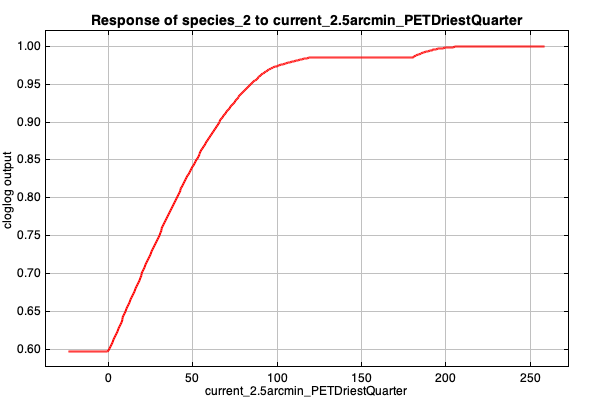 Response of species_2 to current_2.5arcmin_PETDriestQuarter
1.00
0.95
0.90
0.85
0.80
0.75
0.70
0.65
0.60
cloglog output
0 50 100 150 200 250
current_2.5arcmin_PETDriestQuarter